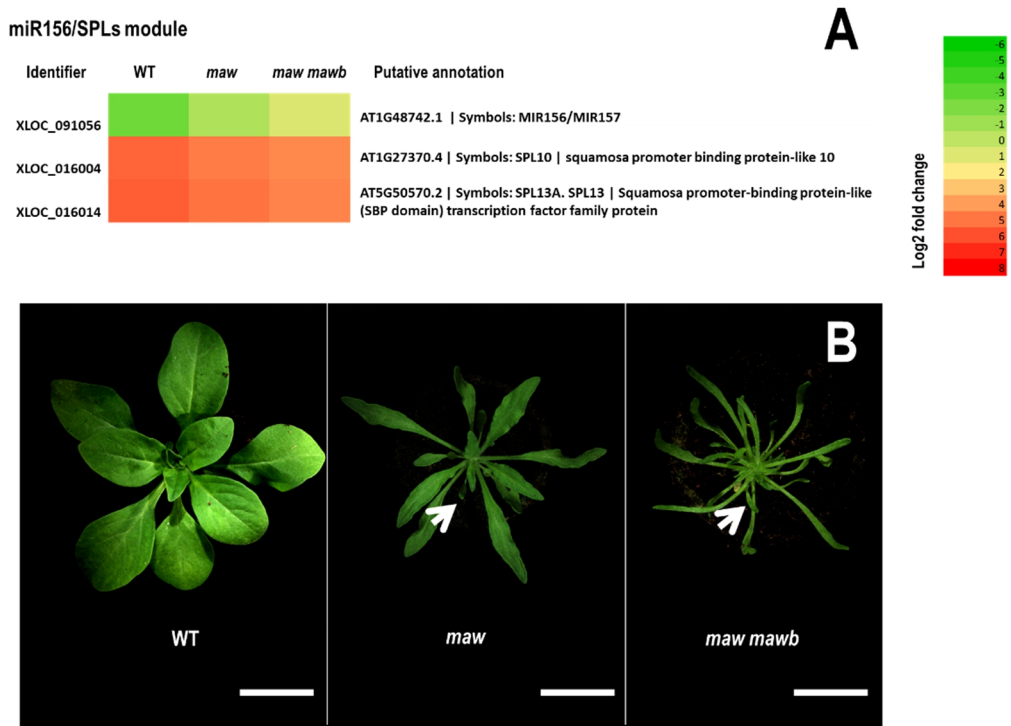 miR156/SPLs module
A
Identifier WT maw maw mawb Putative annotation
XLOC_091056 AT1G48742.1 | Symbols: MIR156/MIR157
XLOC_016004 AT1G27370.4 | Symbols: SPL10 | squamosa promoter binding protein-like 10
XLOC_016014 AT5G50570.2 | Symbols: SPL13A. SPL13 | Squamosa promoter-binding protein-like
(SBP domain) transcription factor family protein
Log2 fold change
-6
-5
-4
-3
-2
-1
0
1
2
3
4
5
6
7
8
B
WT maw maw mawb